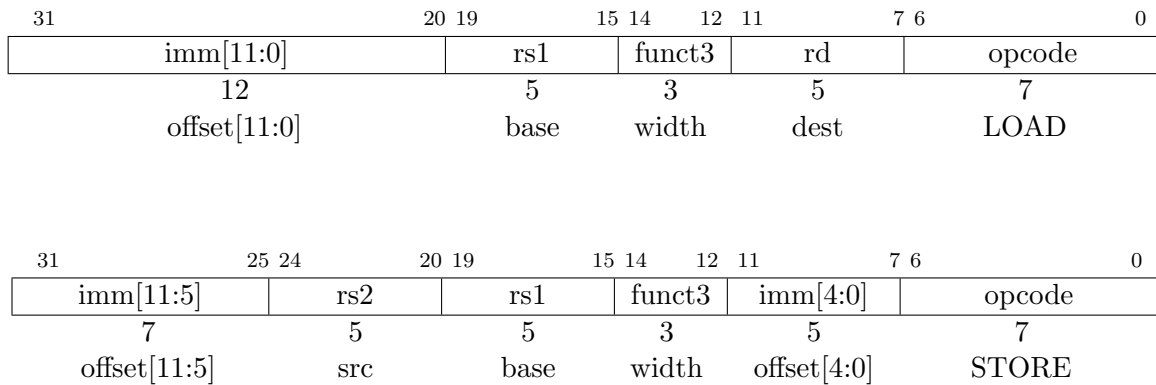 31 20 19 15 14 12 11 7 6 0
imm[11:0] rs1 funct3 rd opcode
12 5 3 5 7
offset[11:0] base width dest LOAD
31 25 24 20 19 15 14 12 11 7 6 0
imm[11:5] rs2 rs1 funct3 imm[4:0] opcode
7 5 5 3 5 7
offset[11:5] src base width offset[4:0] STORE